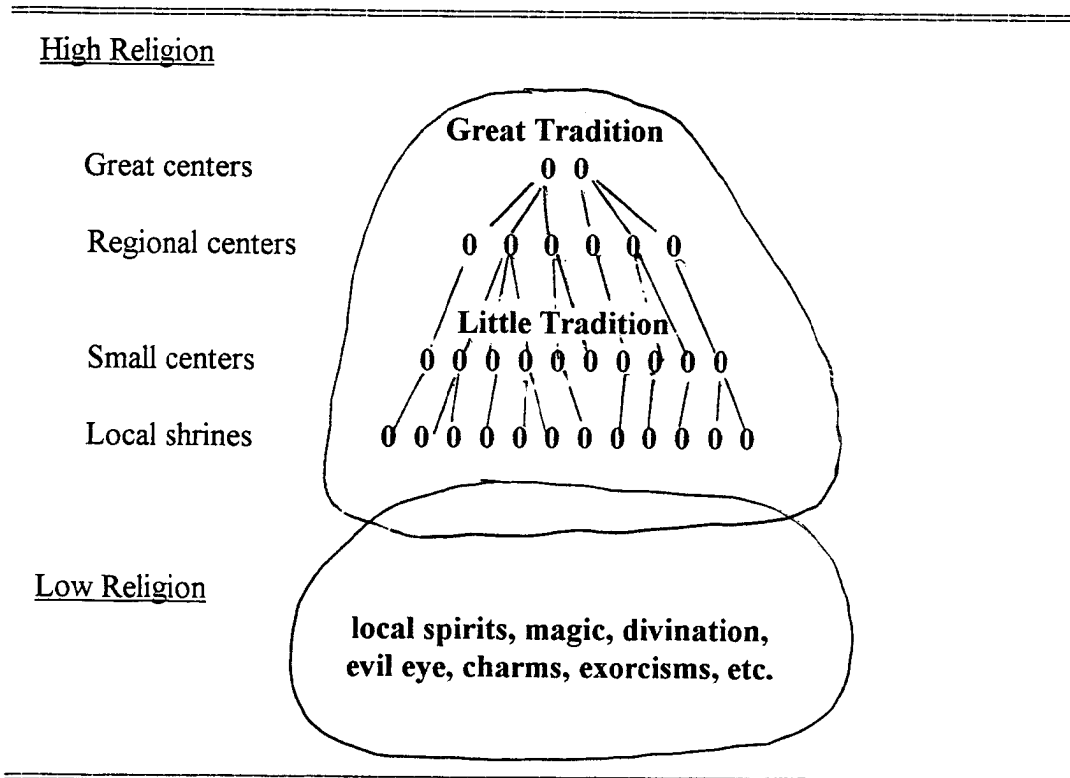 High Religion
Great Tradition
Great centers 0 0
Regional centers 0 0 0 0 0 0
Little Tradition
Small centers 0 0 0 0 0 0 0 0 0 0
Local shrines 0 0 0 0 0 0 0 0 0 0 0 0
Low Religion
local spirits, magic, divination,
evil eye, charms, exorcisms, etc.